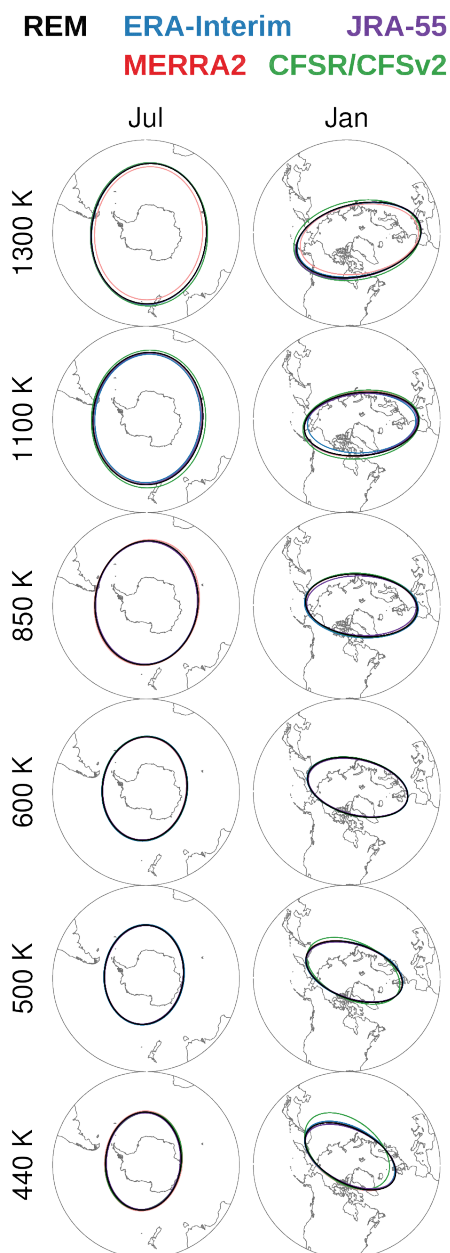 REM ERA-Interim JRA-55
MERRA2 CFSR/CFSv2
Jul Jan
1300 K
1100 K
850 K
600 K
500 K
440 K